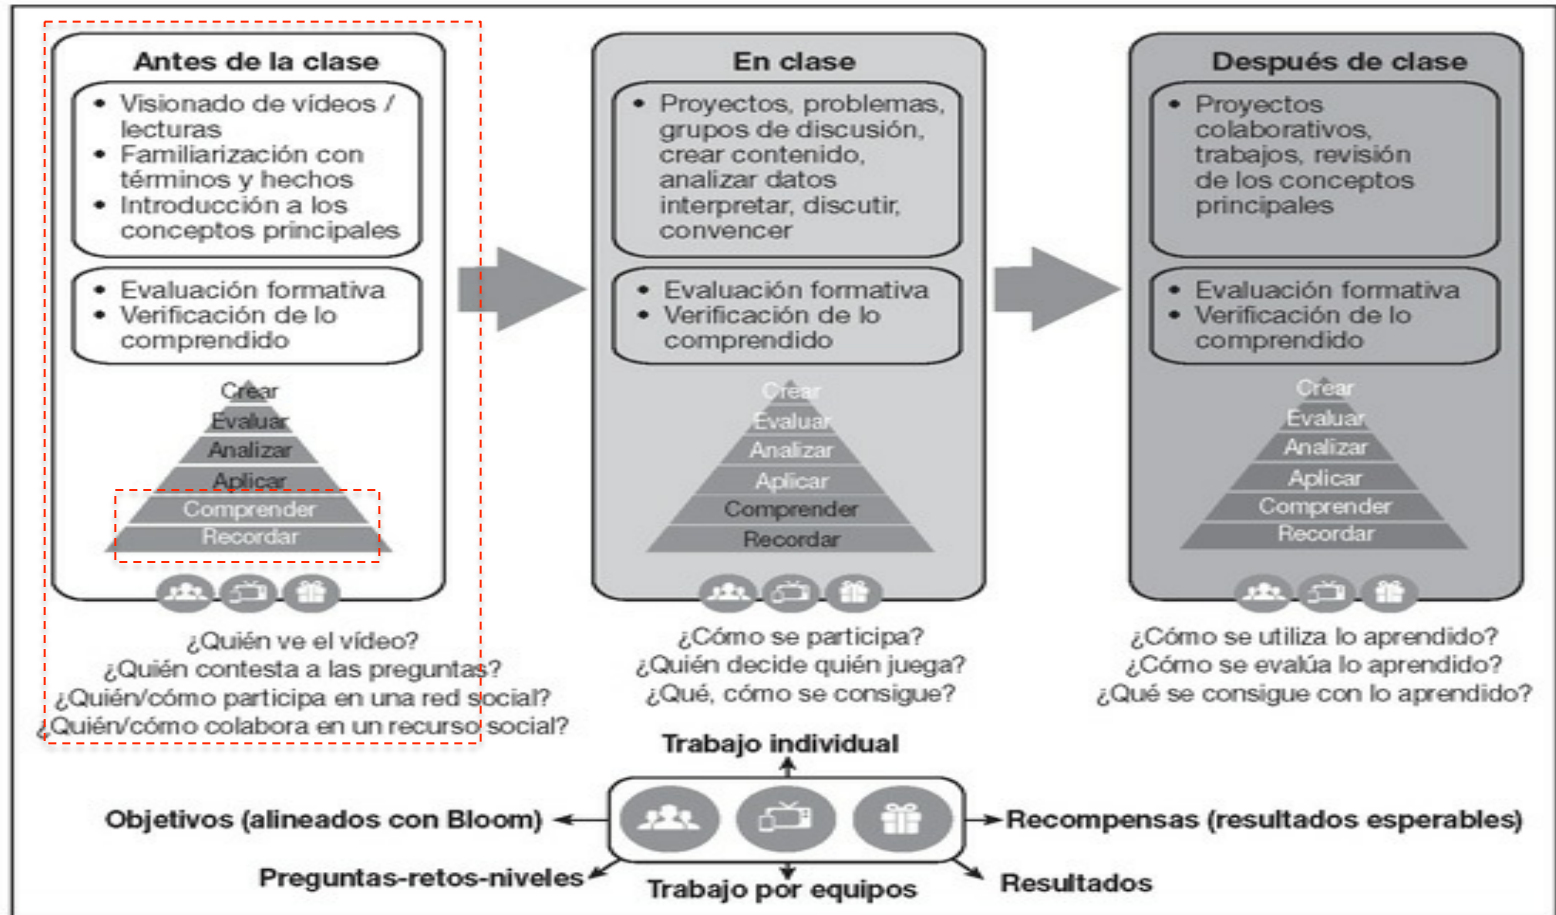 Antes de la clase
• Visionado de vídeos /
lecturas
• Familiarización con
términos y hechos
• Introducción a los
conceptos principales
• Evaluación formativa
• Verificación de lo
comprendido
Crear
Evaluar
Analizar
Aplicar
Comprender
Recordar
¿Quién ve el vídeo?
¿Quién contesta a las preguntas?
¿Quién/cómo participa en una red social?
¿Quién/cómo colabora en un recurso social?
En clase
• Proyectos, problemas,
grupos de discusión,
crear contenido,
analizar datos
interpretar, discutir,
convencer
• Evaluación formativa
• Verificación de lo
comprendido
Crear
Evaluar
Analizar
Aplicar
Comprender
Recordar
¿Cómo se participa?
¿Quién decide quién juega?
¿Qué, cómo se consigue?
Después de clase
• Proyectos
colaborativos,
trabajos, revisión
de los conceptos
principales
• Evaluación formativa
• Verificación de lo
comprendido
Crear
Evaluar
Analizar
Aplicar
Comprender
Recordar
¿Cómo se utiliza lo aprendido?
¿Cómo se evalúa lo aprendido?
¿Qué se consigue con lo aprendido?
Trabajo individual
Objetivos (alineados con Bloom)
Recompensas (resultados esperables)
Preguntas-retos-niveles
Trabajo por equipos
Resultados